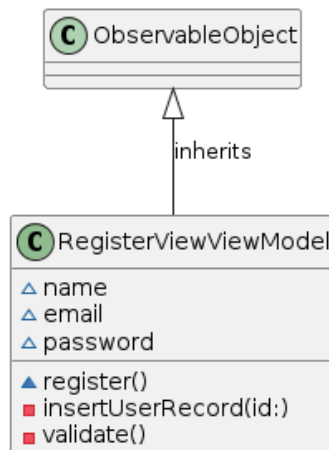 C ObservableObject
inherits
C RegisterViewViewModel
name
email
password
register()
insertUserRecord(id:)
validate()